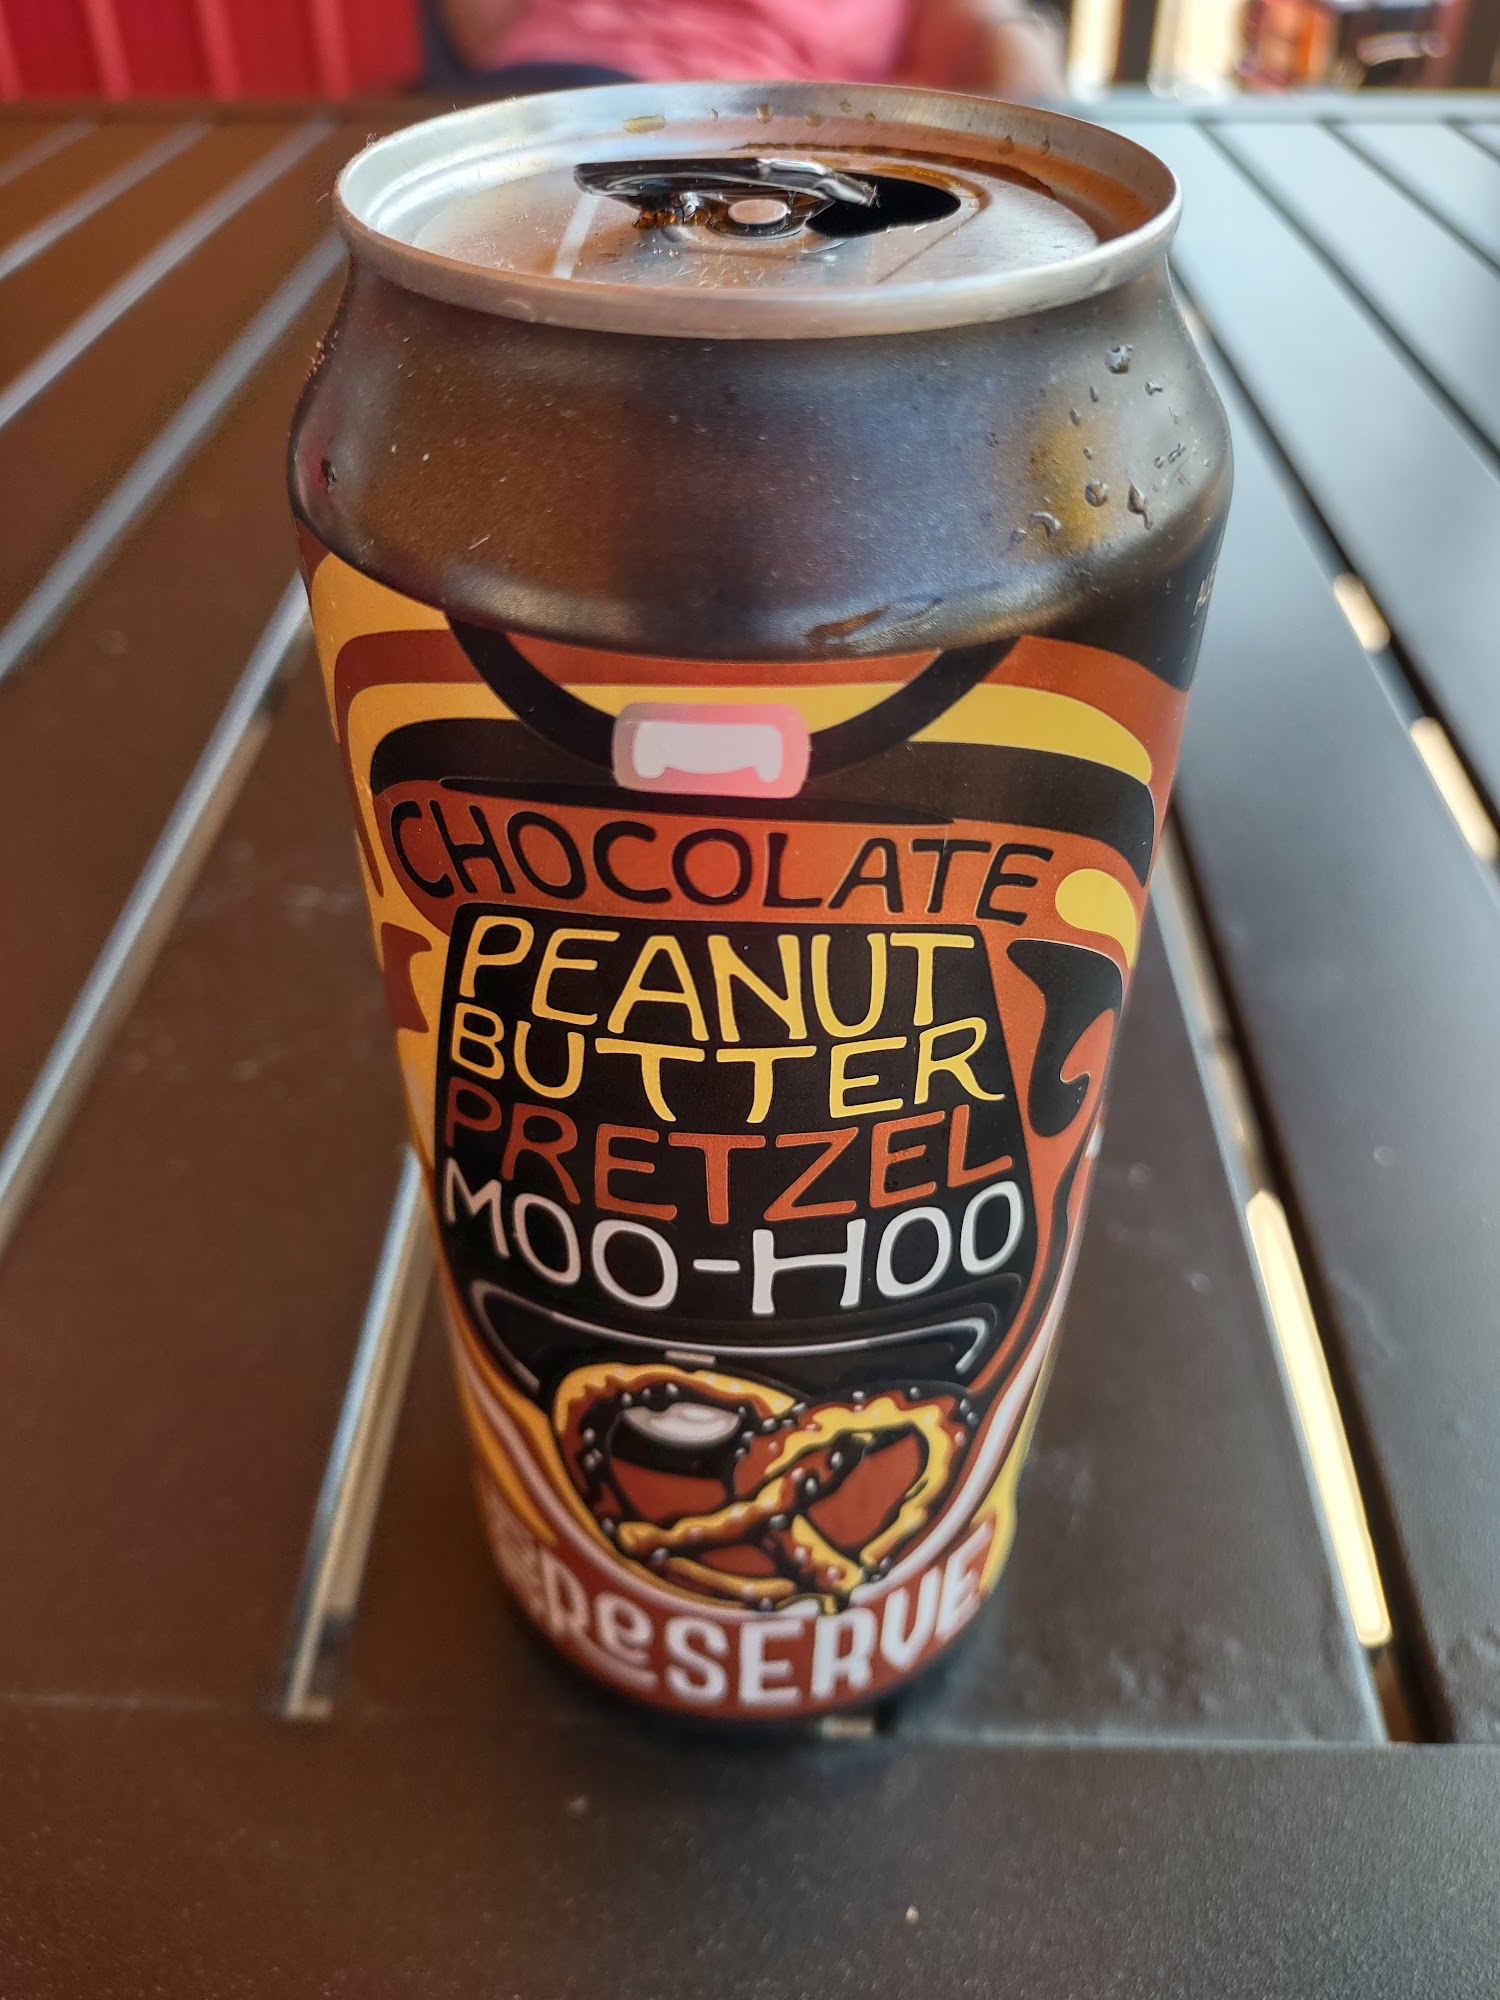 CHOCOLATE
PEANUT
BUTTER
PRETZEL
MOO-HOO
ReSERVE